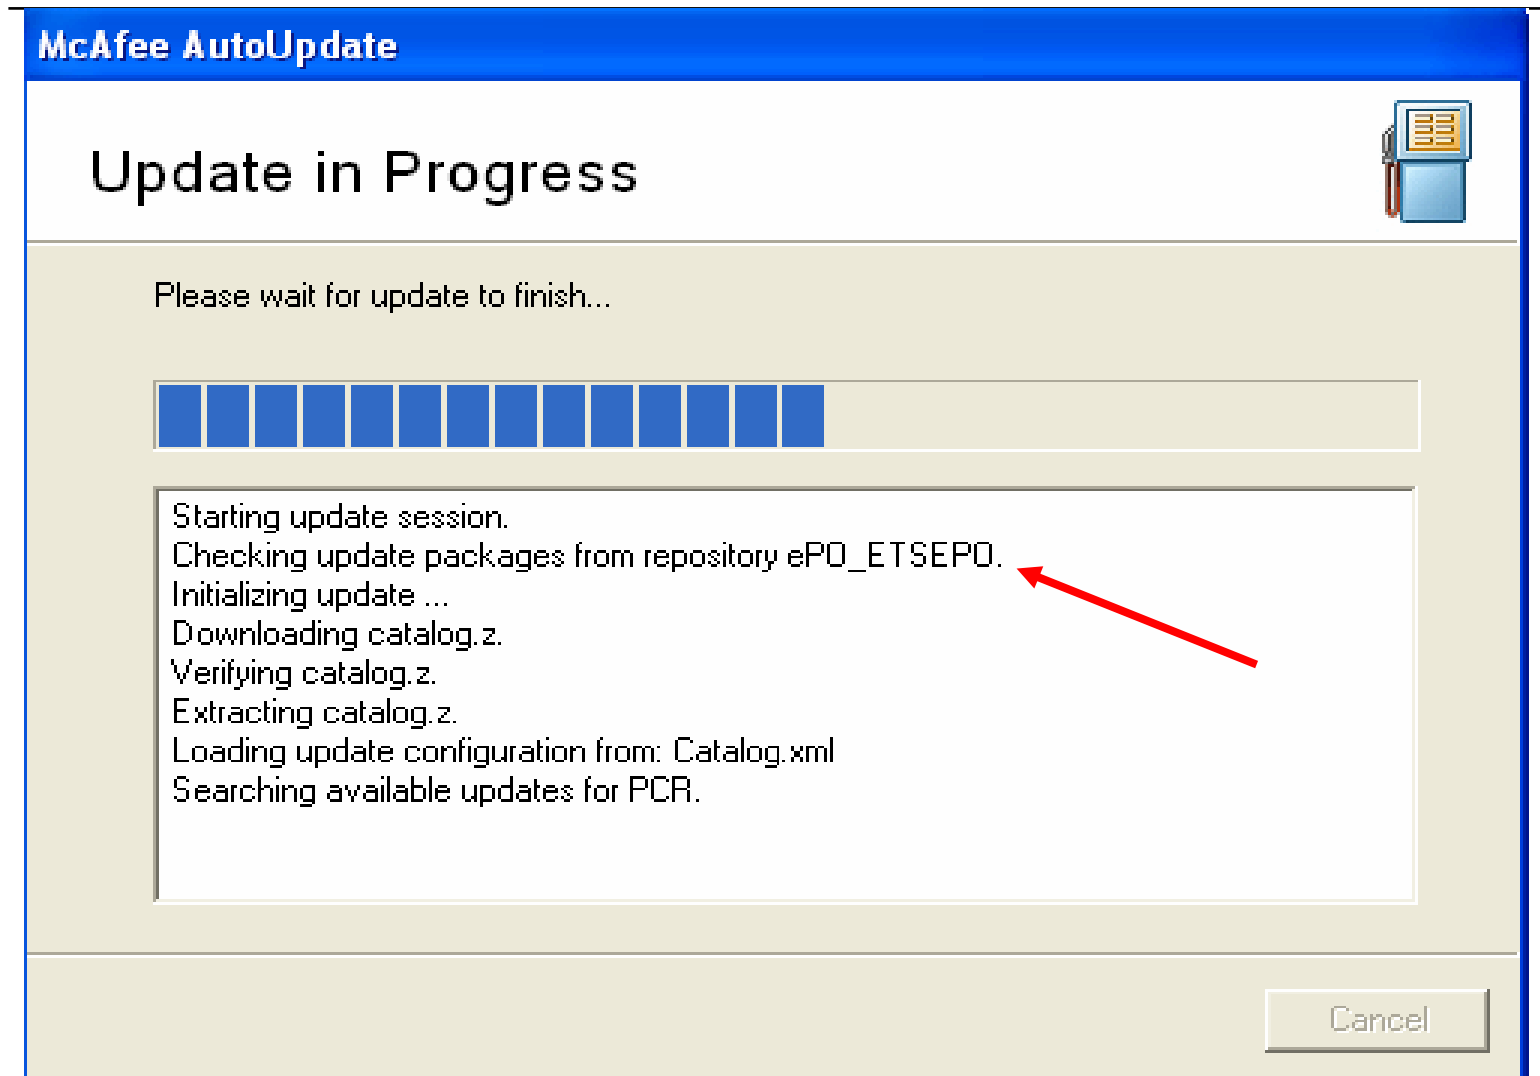 McAfee AutoUpdate
Update in Progress
Please wait for update to finish...
Starting update session.
Checking update packages from repository ePO_ETSEPO.
Initializing update ...
Downloading catalog.z.
Verifying catalog.z.
Extracting catalog.z.
Loading update configuration from: Catalog.xml
Searching available updates for PCR.
Cancel